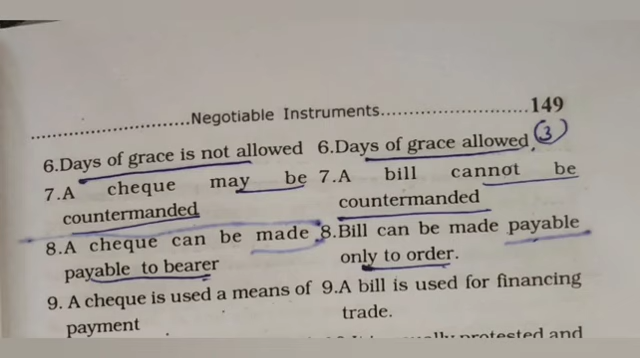 ...........................Negotiable Instruments..............................149
6.Days of grace is not allowed
7.A cheque may be
countermanded
8.A cheque can be made
payable to bearer
9. A cheque is used a means of
payment
6.Days of grace allowed. 3
7.A bill cannot be
countermanded
8.Bill can be made payable
only to order.
9.A bill is used for financing
trade.
protested and